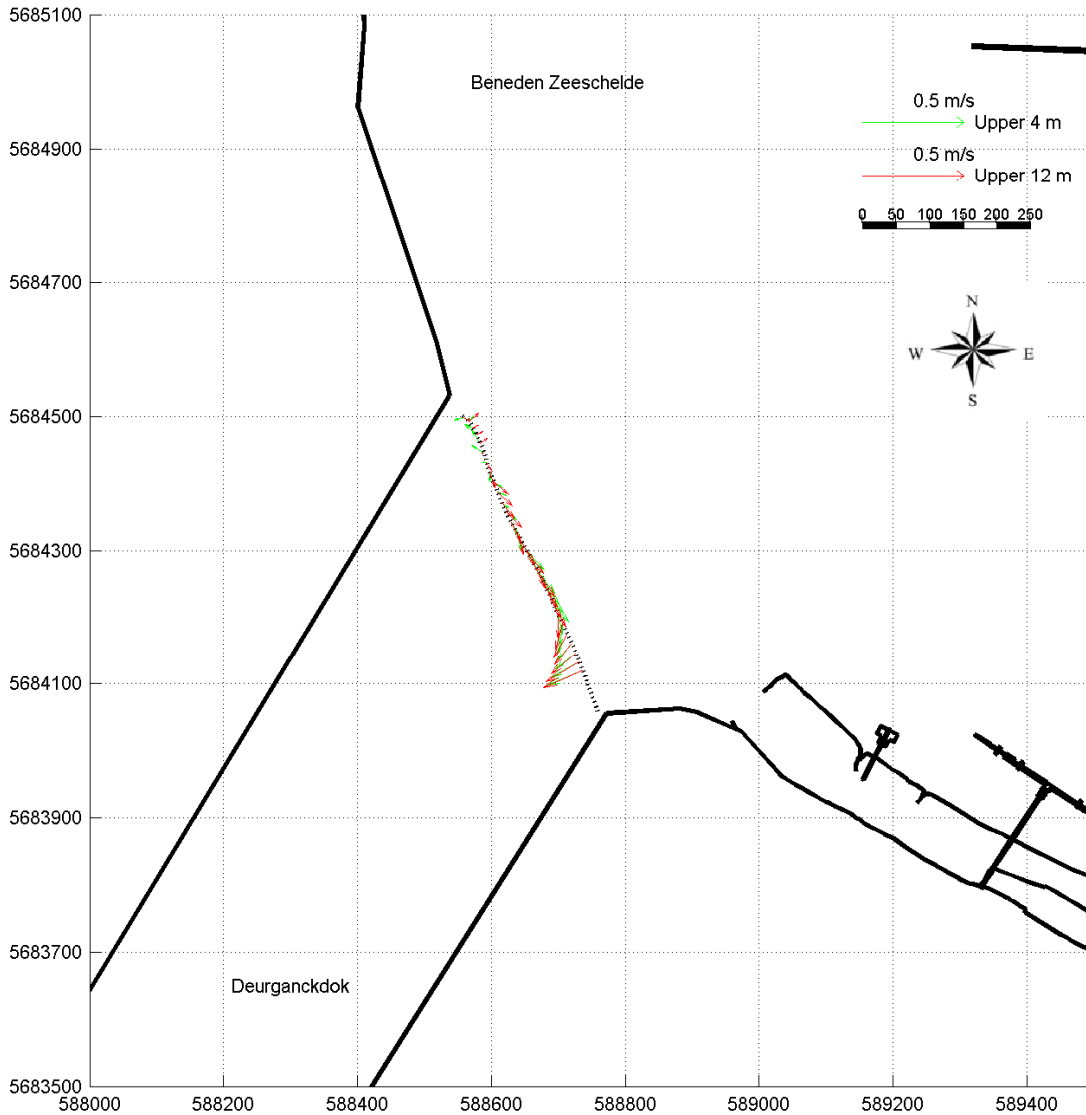 5685100
Beneden Zeeschelde
0.5 m/s
Upper 4 m
5684900
0.5 m/s
Upper 12 m
0 50 100 150 200 250
5684700
N
W E
S
5684500
5684300
5684100
5683900
5683700
Deurganckdok
5683500
588000 588200 588400 588600 588800 589000 589200 589400